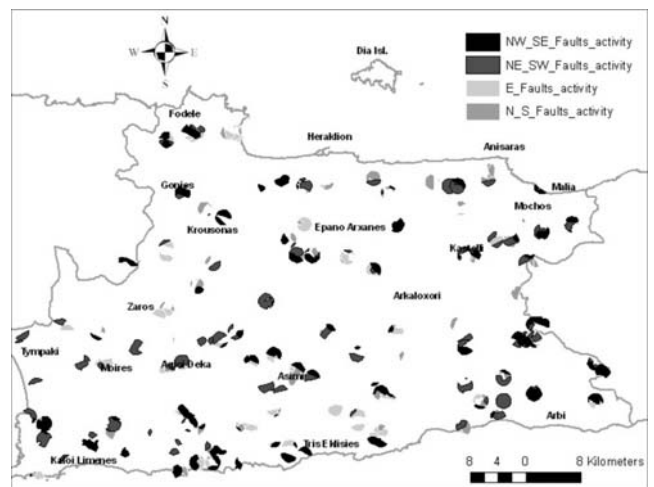 N
W E
S
Dia Isl.
NW_SE_Faults_activity
NE_SW_Faults_activity
E_Faults_activity
N_S_Faults_activity
Fodele
Heraklion
Anisaras
Gonies
Malia
Mochos
Krousonas
Epano Arxanes
Kastelli
Zaros
Arkaloxori
Tympaki
Moires
Agioi Deka
Asimi
Arbi
Tris Eklisies
Kaloi Limenes
8 4 0 8 Kilometers